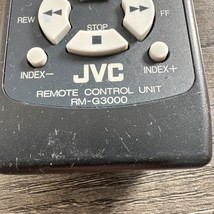 REW FF
STOP
INDEX− INDEX+
JVC
REMOTE CONTROL UNIT
RM-G3000